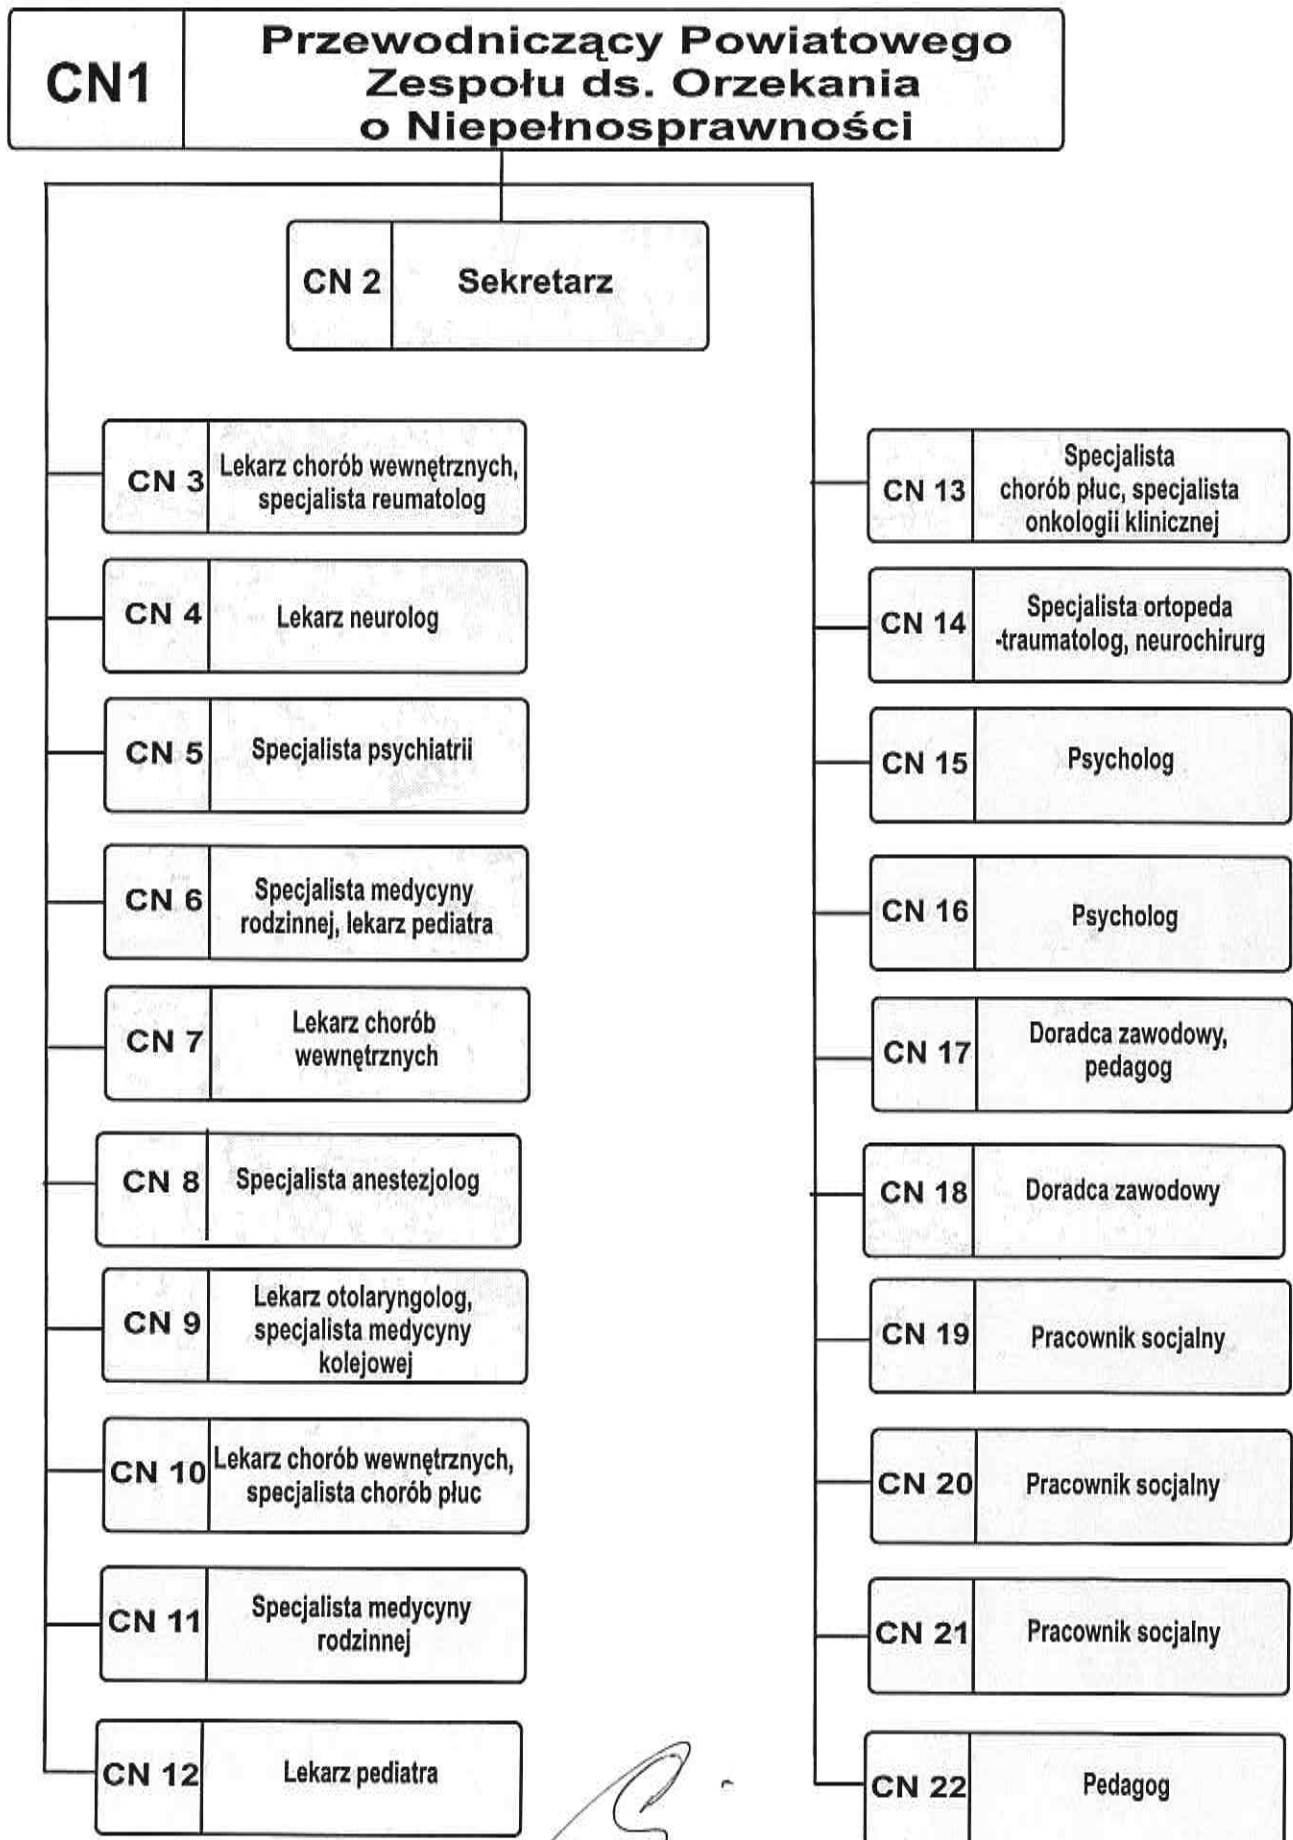 CN1
Przewodniczący Powiatowego
Zespołu ds. Orzekania
o Niepełnosprawności
CN 2
Sekretarz
CN 3
Lekarz chorób wewnętrznych,
specjalista reumatolog
CN 4
Lekarz neurolog
CN 5
Specjalista psychiatrii
CN 6
Specjalista medycyny
rodzinnej, lekarz pediatra
CN 7
Lekarz chorób
wewnętrznych
CN 8
Specjalista anestezjolog
CN 9
Lekarz otolaryngolog,
specjalista medycyny
kolejowej
CN 10
Lekarz chorób wewnętrznych,
specjalista chorób płuc
CN 11
Specjalista medycyny
rodzinnej
CN 12
Lekarz pediatra
CN 13
Specjalista
chorób płuc, specjalista
onkologii klinicznej
CN 14
Specjalista ortopeda
-traumatolog, neurochirurg
CN 15
Psycholog
CN 16
Psycholog
CN 17
Doradca zawodowy,
pedagog
CN 18
Doradca zawodowy
CN 19
Pracownik socjalny
CN 20
Pracownik socjalny
CN 21
Pracownik socjalny
CN 22
Pedagog